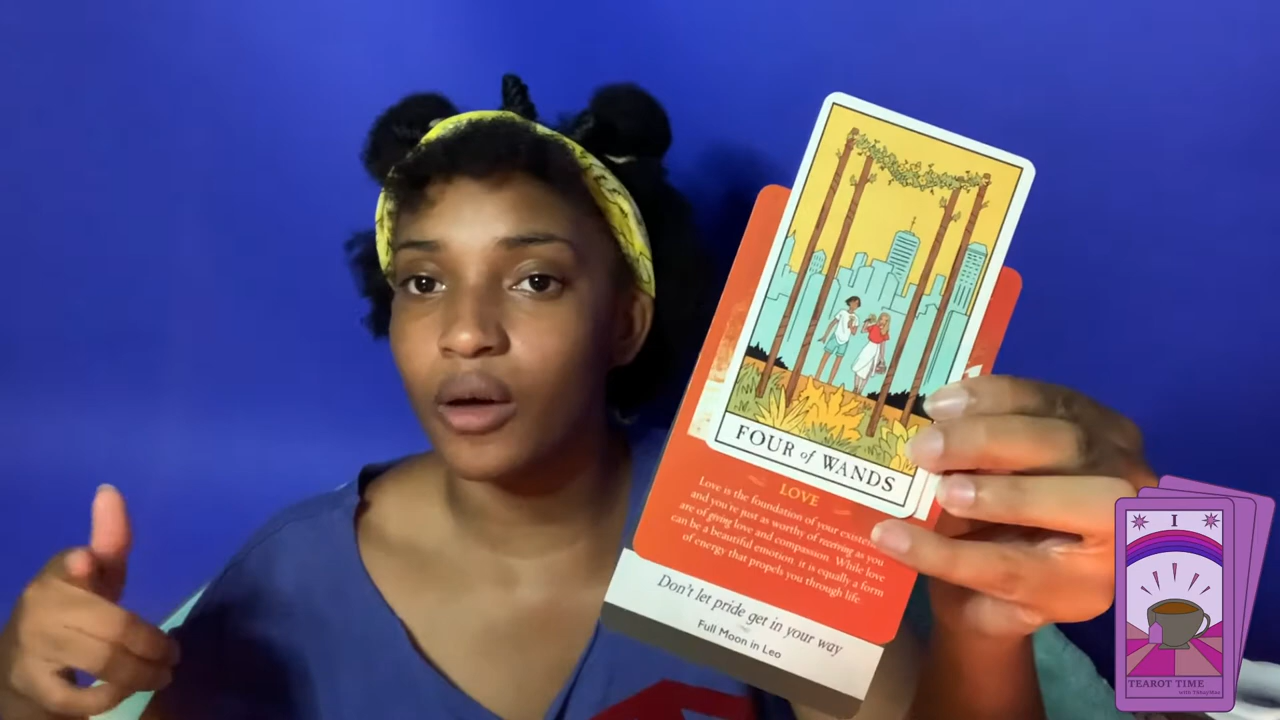 FOUR of WANDS
LOVE
Love is the foundation of your
and you're just as worthy of receiving as you
are of giving love and compassion. While love
can be a beautiful emotion, it is equally a form
of energy that propels you through life.
Don't let pride get in your way
Full Moon in Leo
I
TEAROT TIME